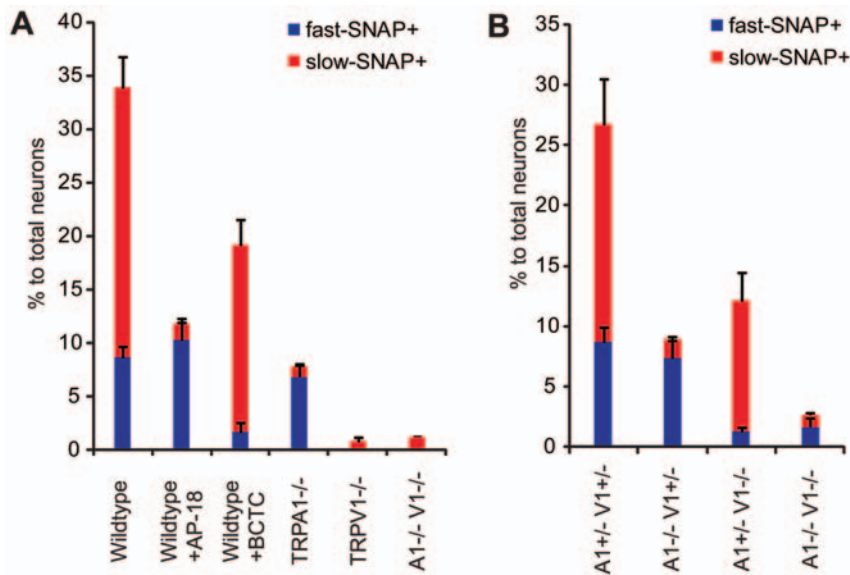 A
fast-SNAP+
slow-SNAP+
% to total neurons
40
35
30
25
20
15
10
5
0
Wildtype
Wildtype
+AP-18
Wildtype
+BCTC
TRPA1-/-
TRPV1-/-
A1-/- V1-/-
B
fast-SNAP+
slow-SNAP+
% to total neurons
35
30
25
20
15
10
5
0
A1+/- V1+/-
A1-/- V1+/-
A1+/- V1-/-
A1-/- V1-/-